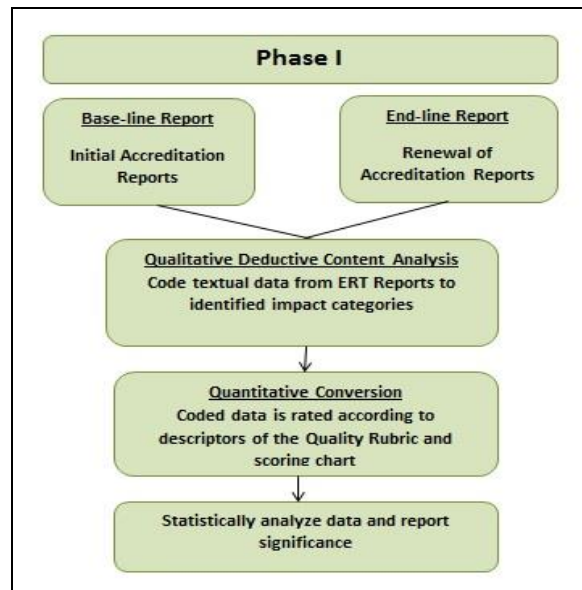 Phase I
Base-line Report
Initial Accreditation
Reports
End-line Report
Renewal of
Accreditation Reports
Qualitative Deductive Content Analysis
Code textual data from ERT Reports to
identified impact categories
Quantitative Conversion
Coded data is rated according to
descriptors of the Quality Rubric and
scoring chart
Statistically analyze data and report
significance